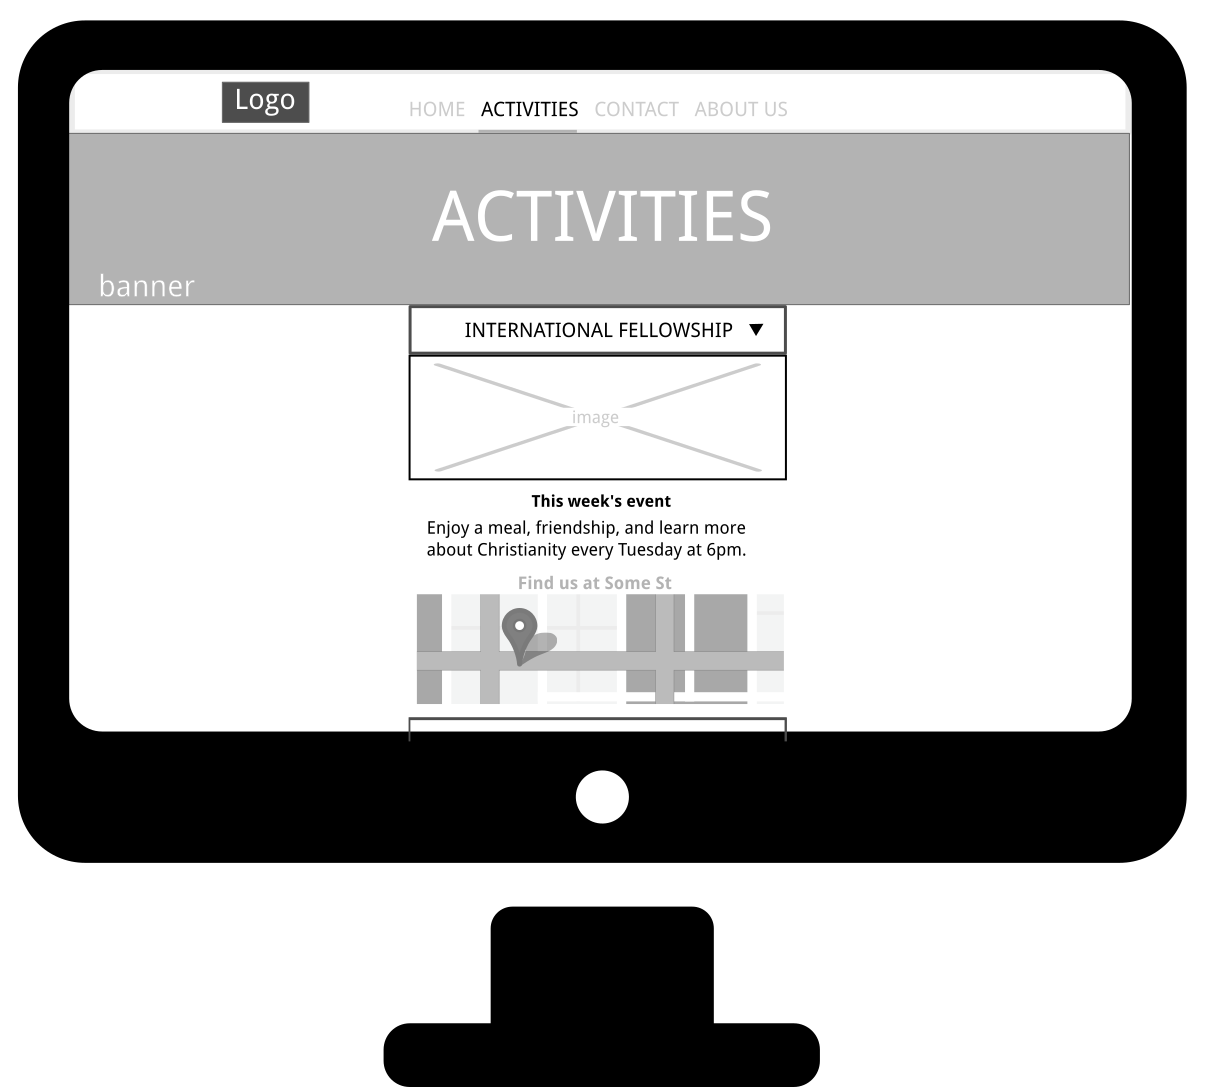 Logo
HOME ACTIVITIES CONTACT ABOUT US
ACTIVITIES
banner
INTERNATIONAL FELLOWSHIP
image
This week's event
Enjoy a meal, friendship, and learn more
about Christianity every Tuesday at 6pm.
Find us at Some St